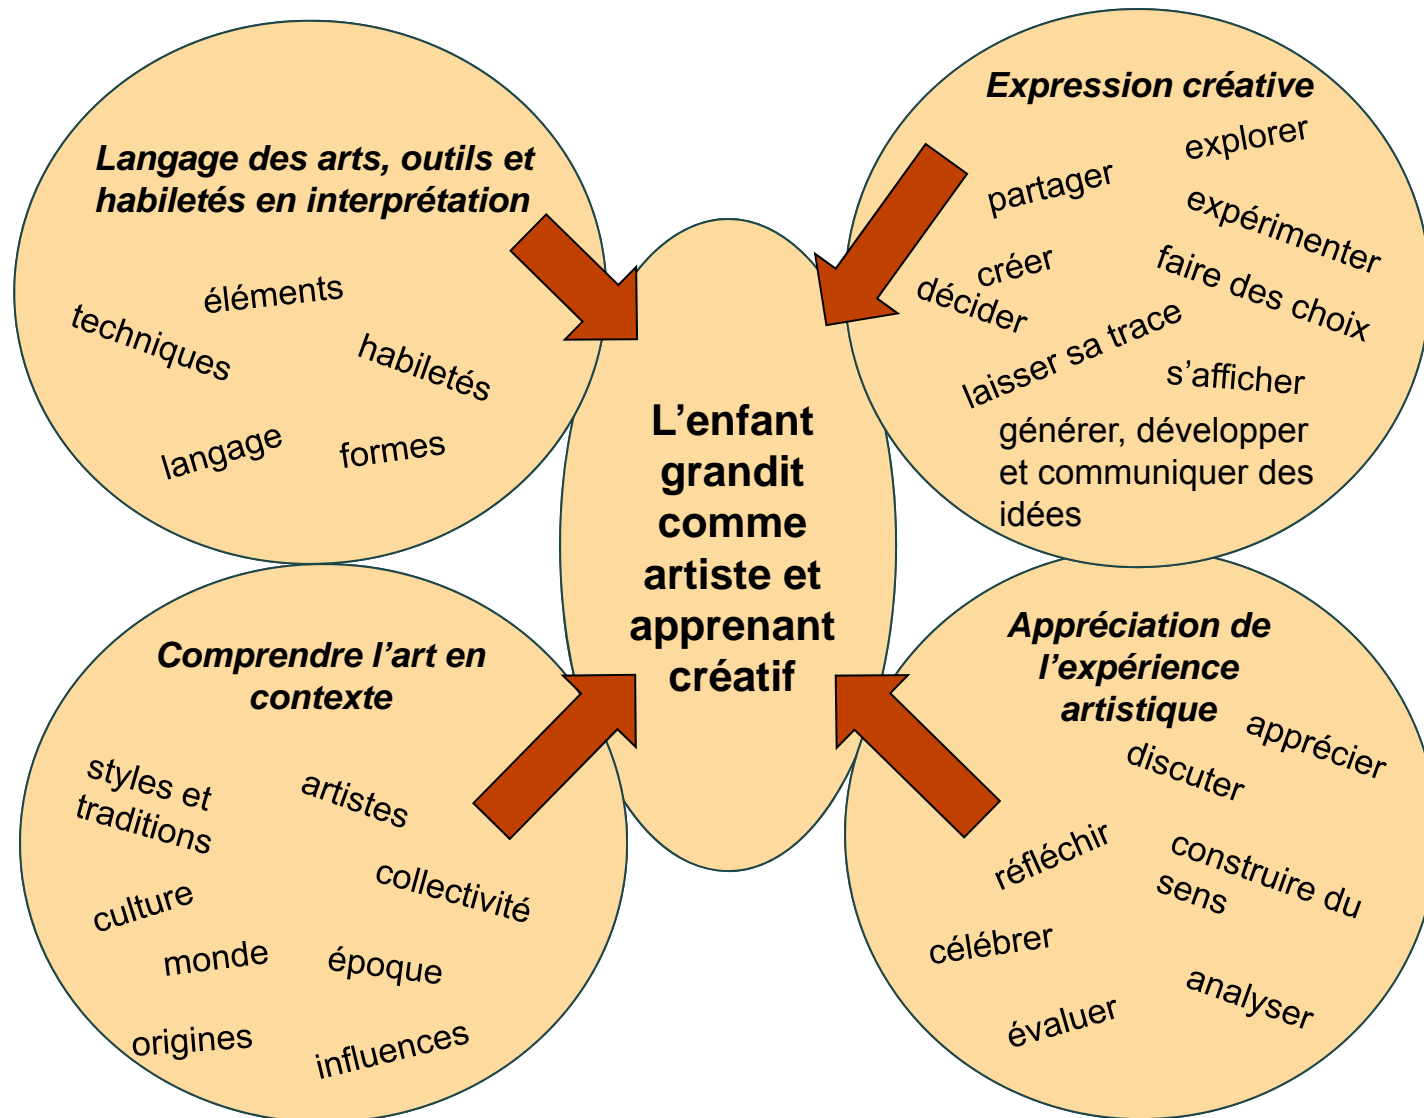 Langage des arts, outils et
habiletés en interprétation
éléments
techniques
habiletés
langage
formes
Expression créative
explorer
partager
expérimenter
créer
faire des choix
décider
laisser sa trace
s’afficher
générer, développer
et communiquer des
idées
L’enfant
grandit
comme
artiste et
apprenant
créatif
Comprendre l’art en
contexte
styles et
traditions
artistes
collectivité
culture
monde
époque
origines
influences
Appréciation de
l’expérience
artistique
apprécier
discuter
réfléchir
construire du
sens
célébrer
analyser
évaluer